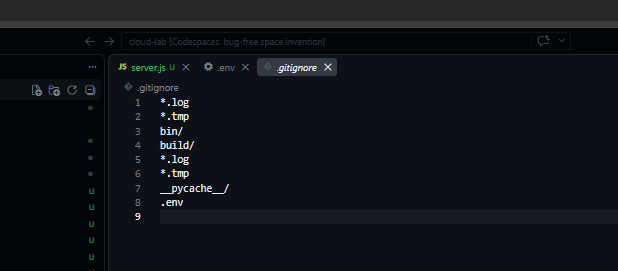 cloud-lab [Codespaces: bug-free space invention]
JS server.js U .env .gitignore
.gitignore
1 *.log
2 *.tmp
3 bin/
4 build/
5 *.log
6 *.tmp
7 __pycache__/
8 .env
9
U
U
U
U
U